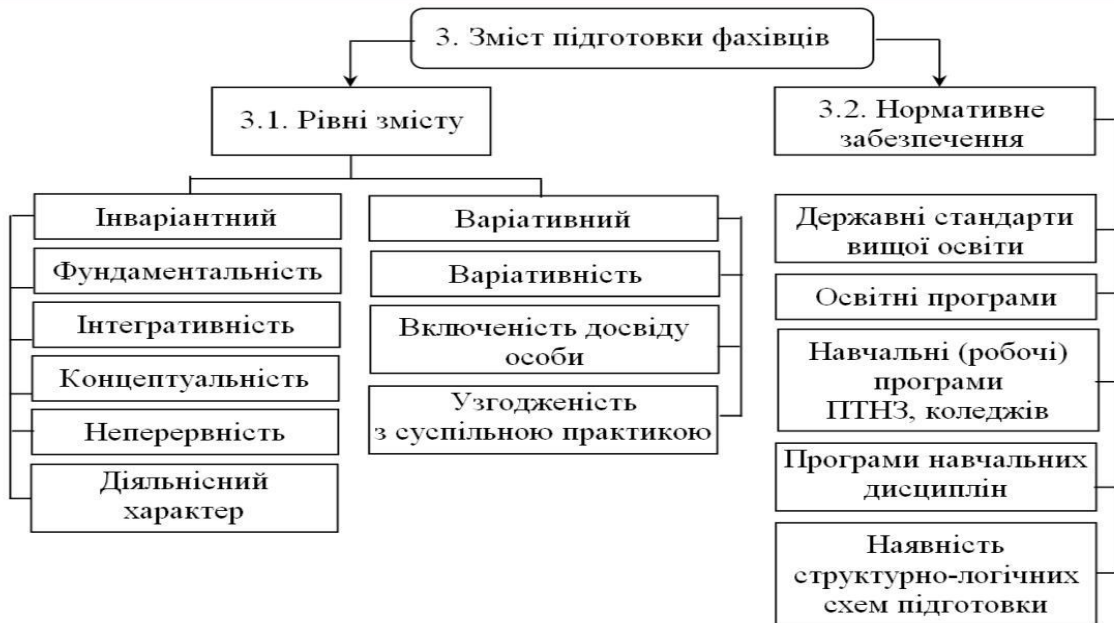 3. Зміст підготовки фахівців
3.1. Рівні змісту
Інваріантний
Фундаментальність
Інтегративність
Концептуальність
Неперервність
Діяльнісний
характер
Варіативний
Варіативність
Включеність досвіду
особи
Узгодженість
з суспільною практикою
3.2. Нормативне
забезпечення
Державні стандарти
вищої освіти
Освітні програми
Навчальні (робочі)
програми
ПТНЗ, коледжів
Програми навчальних
дисциплін
Наявність
структурно-логічних
схем підготовки